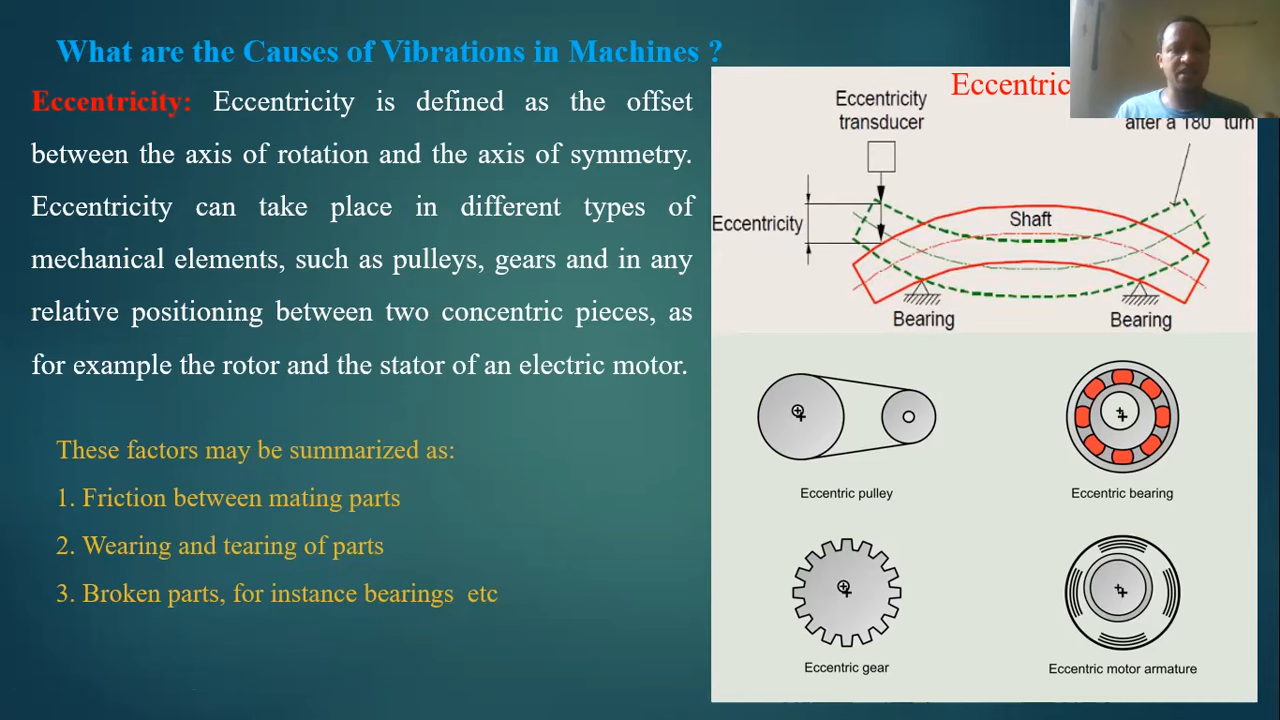 What are the Causes of Vibrations in Machines ?
Eccentricity: Eccentricity is defined as the offset
between the axis of rotation and the axis of symmetry.
Eccentricity can take place in different types of
mechanical elements, such as pulleys, gears and in any
relative positioning between two concentric pieces, as
for example the rotor and the stator of an electric motor.
These factors may be summarized as:
1. Friction between mating parts
2. Wearing and tearing of parts
3. Broken parts, for instance bearings etc
Eccentric
Eccentricity
transducer
after a 180° turn
Eccentricity
Shaft
Bearing
Bearing
Eccentric pulley
Eccentric bearing
Eccentric gear
Eccentric motor armature